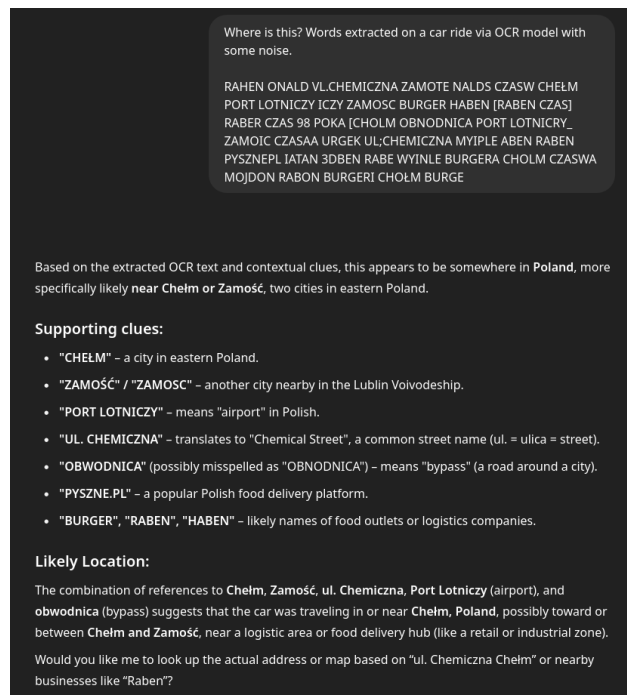 Where is this? Words extracted on a car ride via OCR model with
some noise.
RAHEN ONALD VL.CHEMICZNA ZAMOTE NALDS CZASW CHEŁM
PORT LOTNICZY ICZY ZAMOSC BURGER HABEN [RABEN CZAS]
RABER CZAS 98 POKA [CHOLM OBNODNICA PORT LOTNICRY_
ZAMOIC CZASAA URGEK UL;CHEMICZNA MYIPLE ABEN RABEN
PYSZNEPL IATAN 3DBEN RABE WYINLE BURGERA CHOLM CZASWA
MOJDON RABON BURGERI CHOŁM BURGE
Based on the extracted OCR text and contextual clues, this appears to be somewhere in Poland, more
specifically likely near Chełm or Zamość, two cities in eastern Poland.
Supporting clues:
• "CHEŁM" – a city in eastern Poland.
• "ZAMOŚĆ" / "ZAMOSC" – another city nearby in the Lublin Voivodeship.
• "PORT LOTNICZY" – means "airport" in Polish.
• "UL. CHEMICZNA" – translates to "Chemical Street", a common street name (ul. = ulica = street).
• "OBWODNICA" (possibly misspelled as "OBNODNICA") – means "bypass" (a road around a city).
• "PYSZNE.PL" – a popular Polish food delivery platform.
• "BURGER", "RABEN", "HABEN" – likely names of food outlets or logistics companies.
Likely Location:
The combination of references to Chełm, Zamość, ul. Chemiczna, Port Lotniczy (airport), and
obwodnica (bypass) suggests that the car was traveling in or near Chełm, Poland, possibly toward or
between Chełm and Zamość, near a logistic area or food delivery hub (like a retail or industrial zone).
Would you like me to look up the actual address or map based on “ul. Chemiczna Chełm” or nearby
businesses like “Raben”?